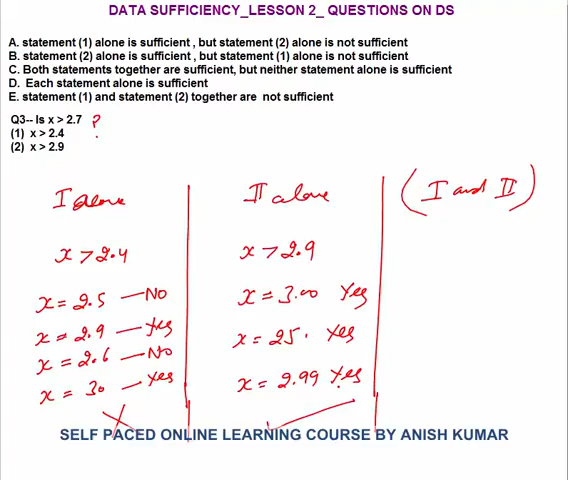 DATA SUFFICIENCY_LESSON 2_ QUESTIONS ON DS
A. statement (1) alone is sufficient , but statement (2) alone is not sufficient
B. statement (2) alone is sufficient , but statement (1) alone is not sufficient
C. Both statements together are sufficient, but neither statement alone is sufficient
D. Each statement alone is sufficient
E. statement (1) and statement (2) together are not sufficient
Q3-- Is x > 2.7 ?
(1) x > 2.4
(2) x > 2.9
I alone
II alone
(I and II)
x > 2.4
x > 2.9
x = 2.5 — No
x = 3.00 Yes
x = 2.9 — Yes
x = 25. Yes
x = 2.6 — No
x = 30 — Yes
x = 2.99 Yes
SELF PACED ONLINE LEARNING COURSE BY ANISH KUMAR